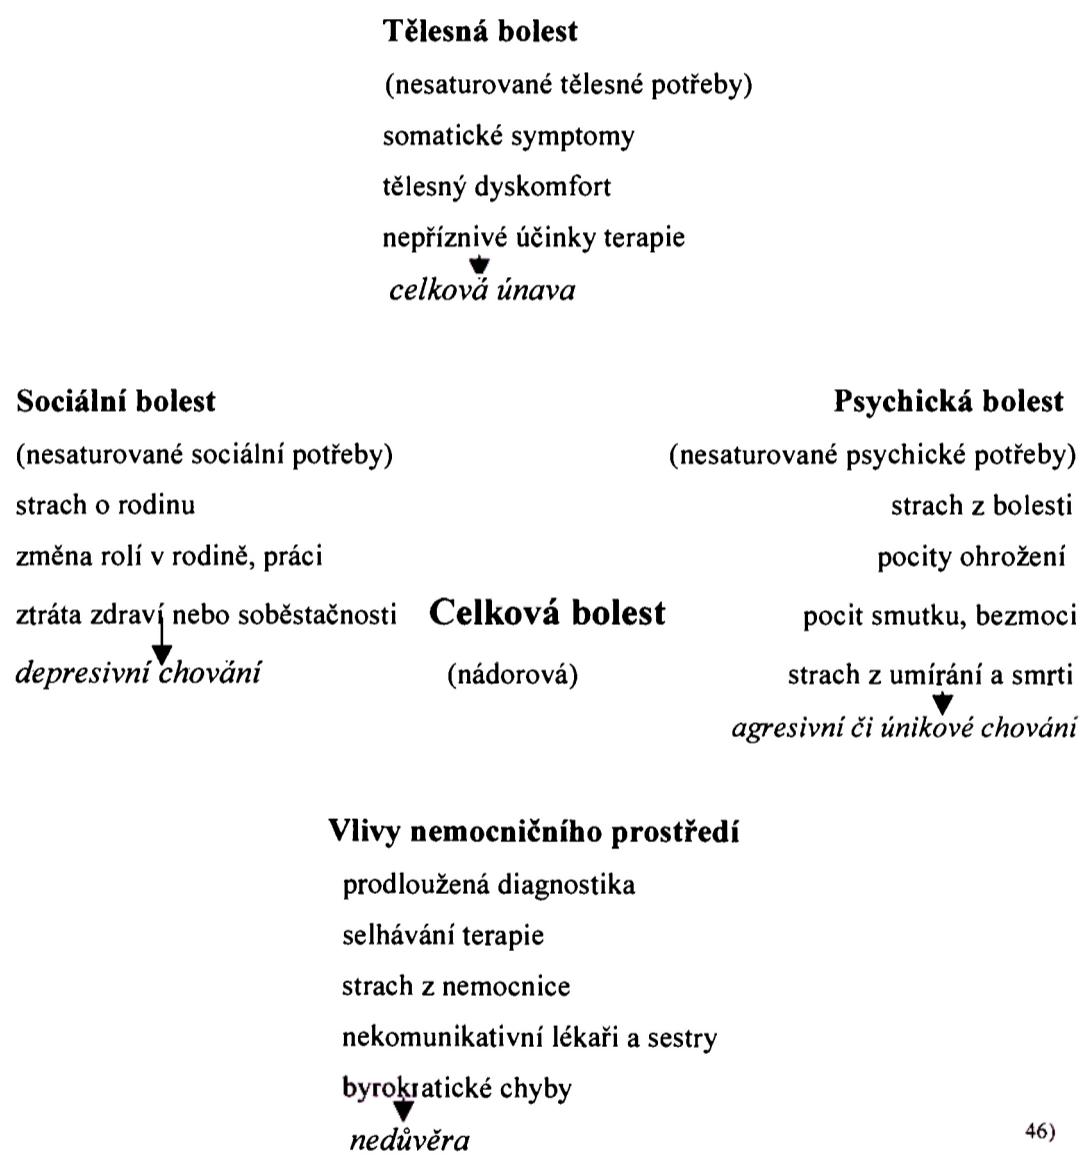 Tělesná bolest
(nesaturované tělesné potřeby)
somatické symptomy
tělesný dyskomfort
nepříznivé účinky terapie
celková únava
Sociální bolest
(nesaturované sociální potřeby)
strach o rodinu
změna rolí v rodině, práci
ztráta zdraví nebo soběstačnosti
depresivní chování
Celková bolest
(nádorová)
Psychická bolest
(nesaturované psychické potřeby)
strach z bolesti
pocity ohrožení
pocit smutku, bezmoci
strach z umírání a smrti
agresivní či únikové chování
Vlivy nemocničního prostředí
prodloužená diagnostika
selhávání terapie
strach z nemocnice
nekomunikativní lékaři a sestry
byrokratické chyby
nedůvěra
46)